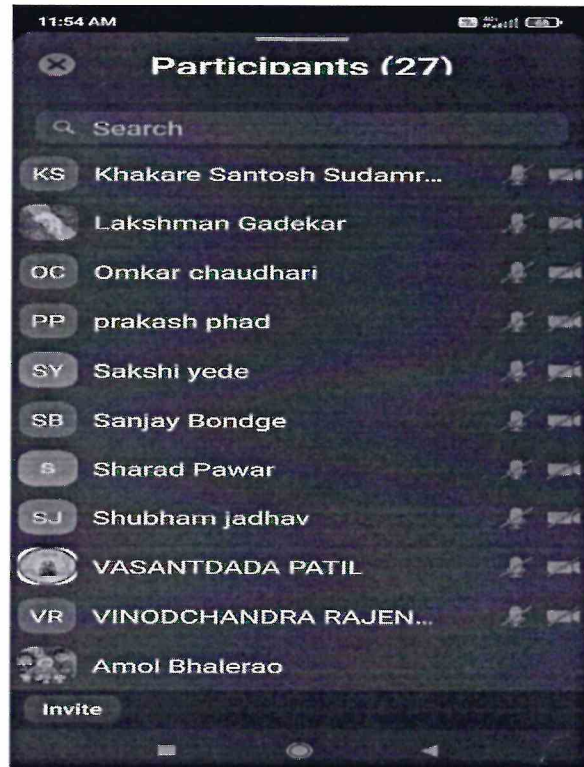 11:54 AM
Participants (27)
Search
KS Khakare Santosh Sudamr...
Lakshman Gadekar
OC Omkar chaudhari
PP prakash phad
SY Sakshi yede
SB Sanjay Bondge
S Sharad Pawar
SJ Shubham jadhav
VASANTDADA PATIL
VR VINODCHANDRA RAJEN...
Amol Bhalerao
Invite